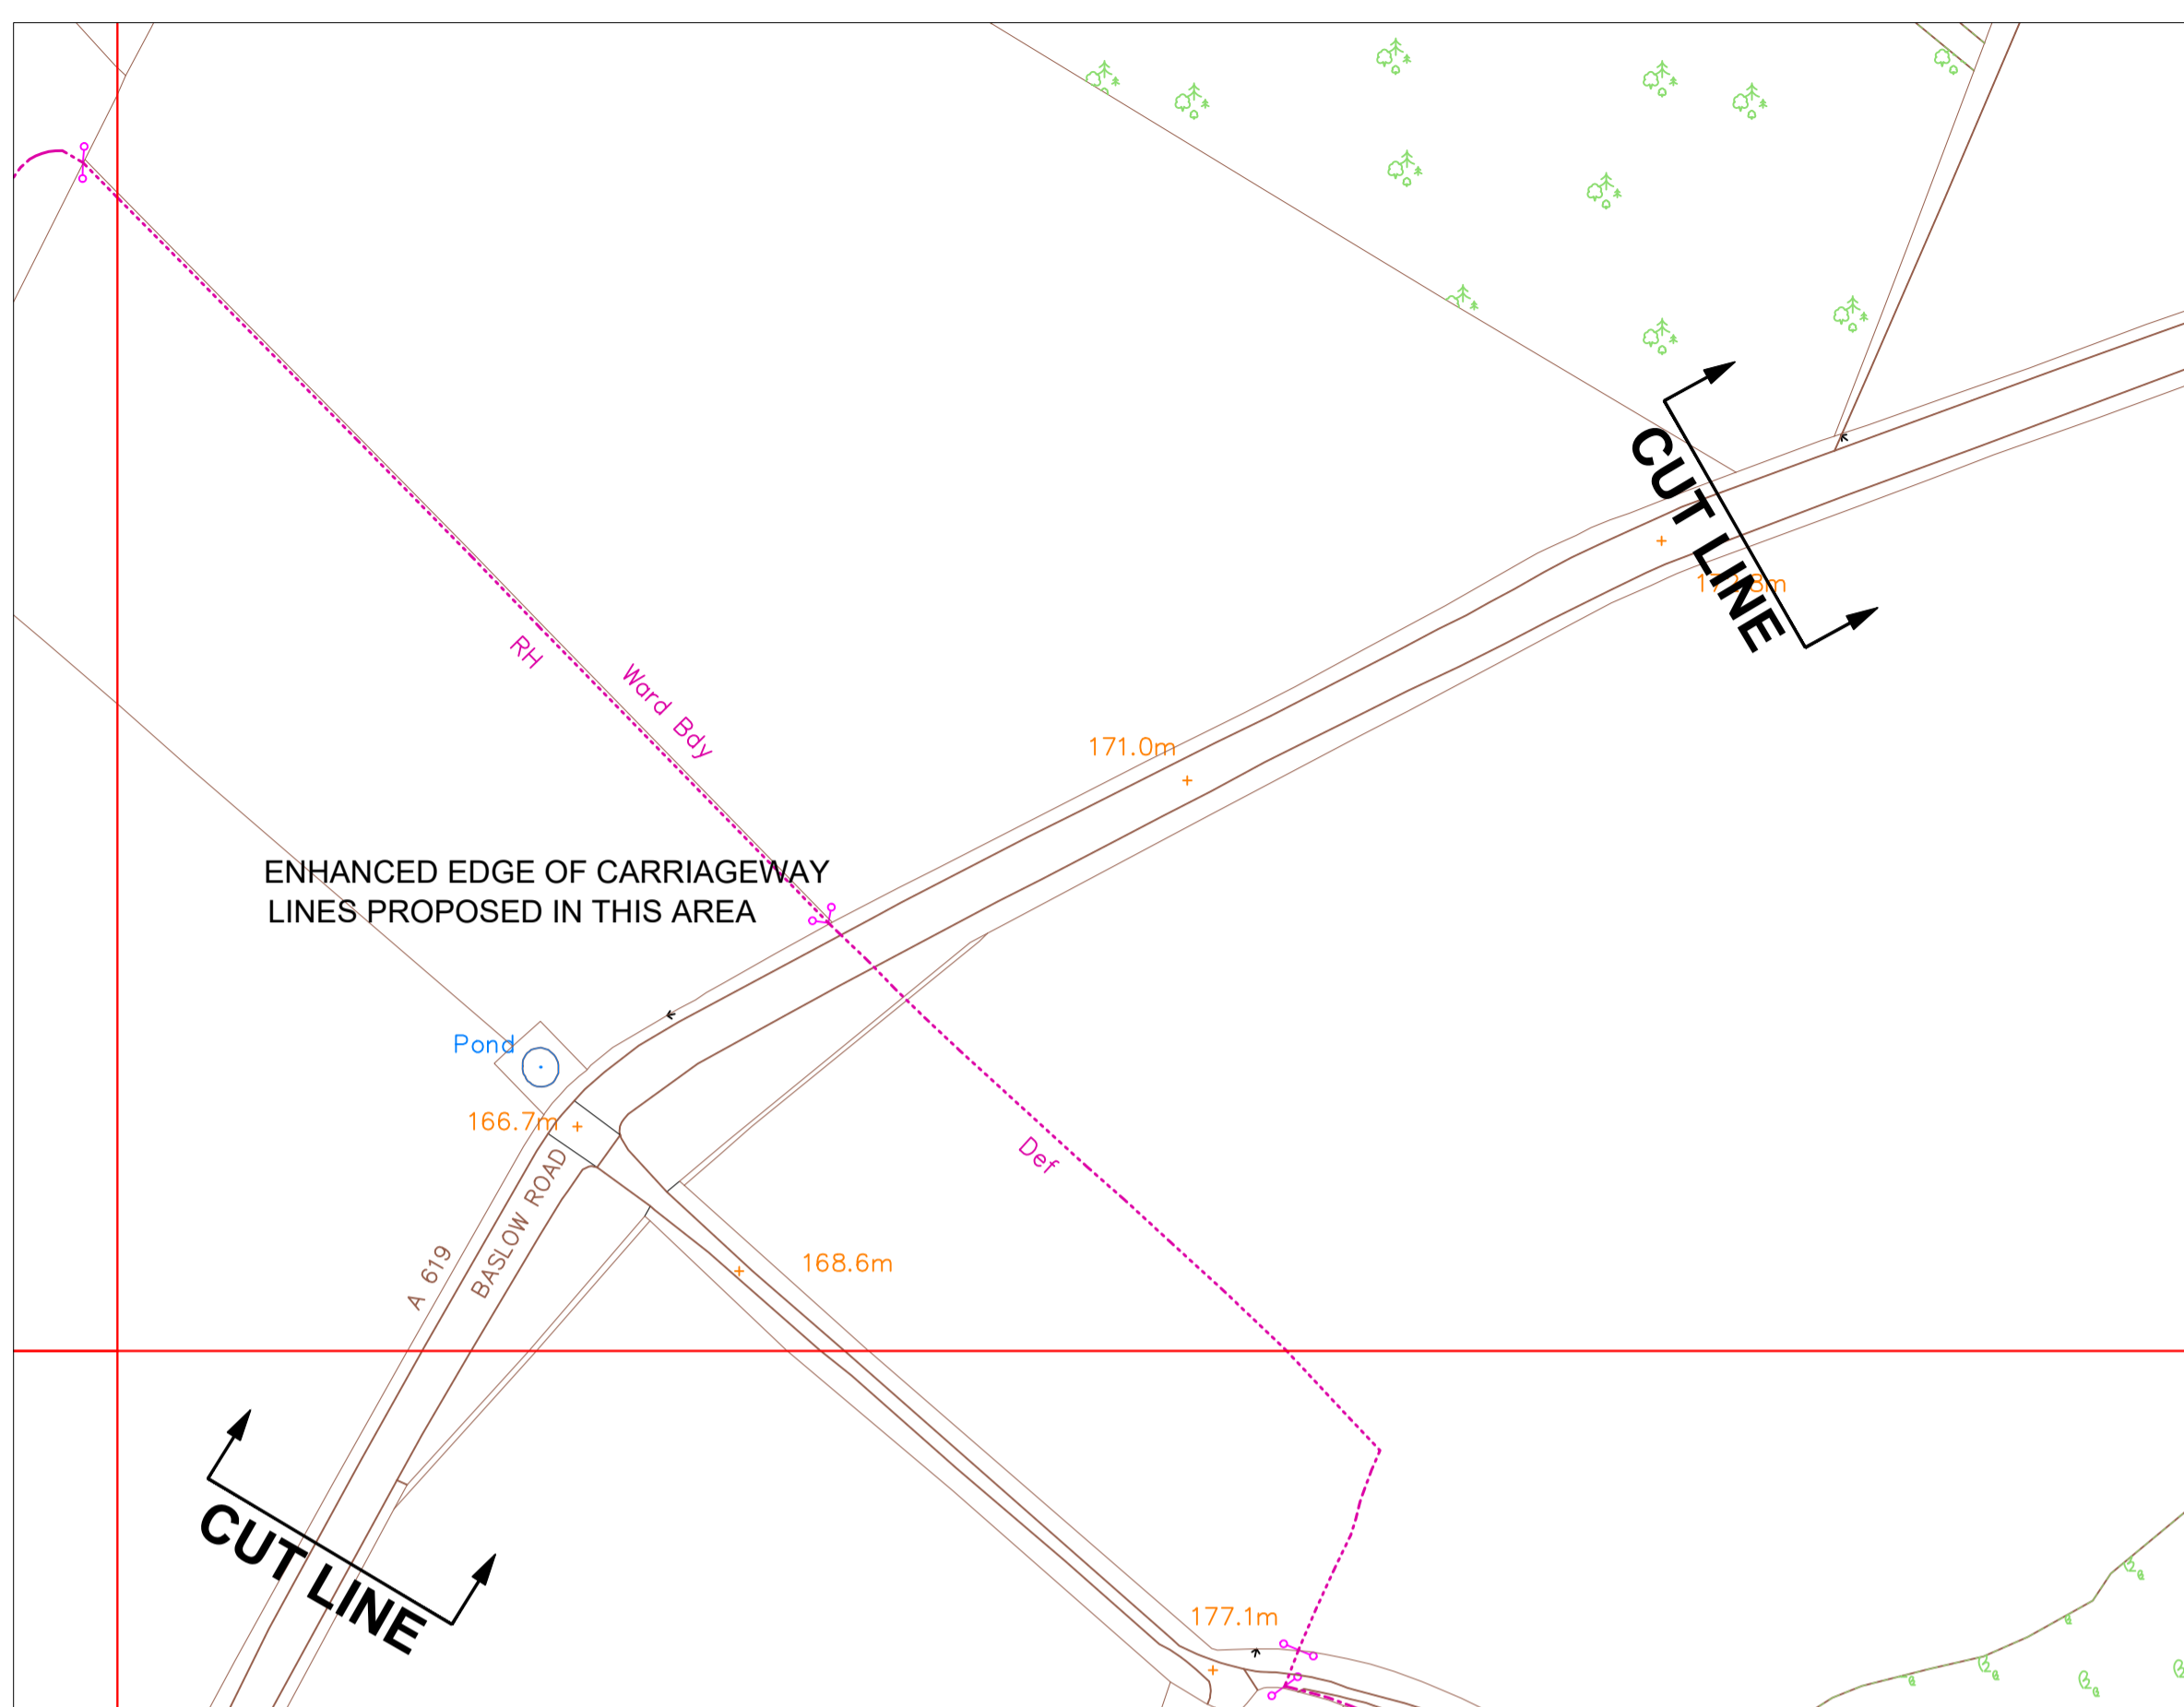 CUT LINE
RH
Ward Bdy
171.0m
ENHANCED EDGE OF CARRIAGEWAY
LINES PROPOSED IN THIS AREA
Pond
166.7m
Def
BASLOW ROAD
A 619
168.6m
CUT LINE
177.1m